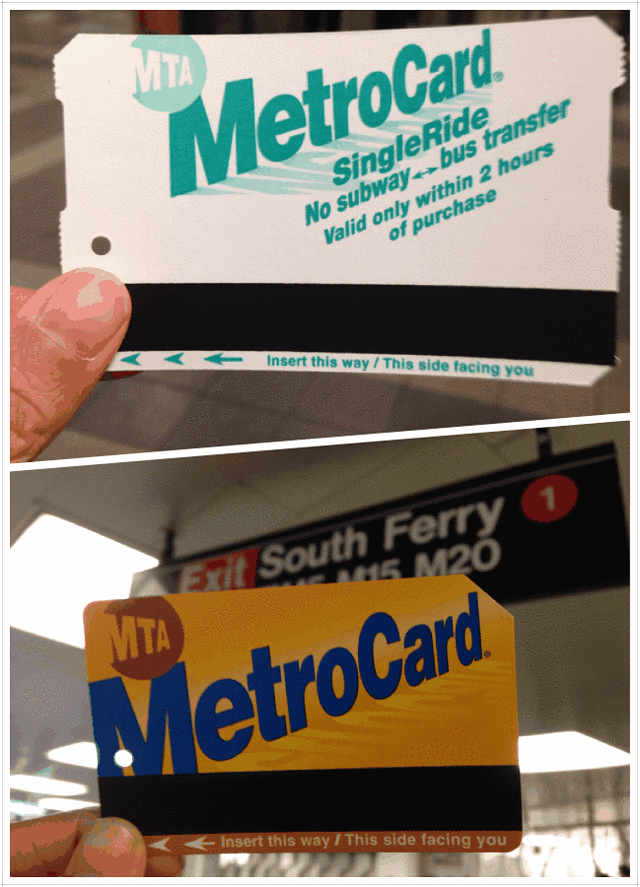 MTA
MetroCard®
SingleRide
No subway ↔ bus transfer
Valid only within 2 hours
of purchase
Insert this way / This side facing you
Exit South Ferry 1
M15 M20
MTA
MetroCard®
Insert this way / This side facing you